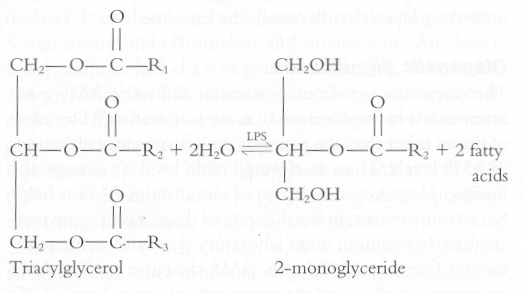 O O
CH₂—O—C—R₁ CH₂OH
O O
CH—O—C—R₂ + 2H₂O LPS ⇌ CH—O—C—R₂ + 2 fatty
acids
O CH₂OH
CH₂—O—C—R₃
Triacylglycerol 2-monoglyceride